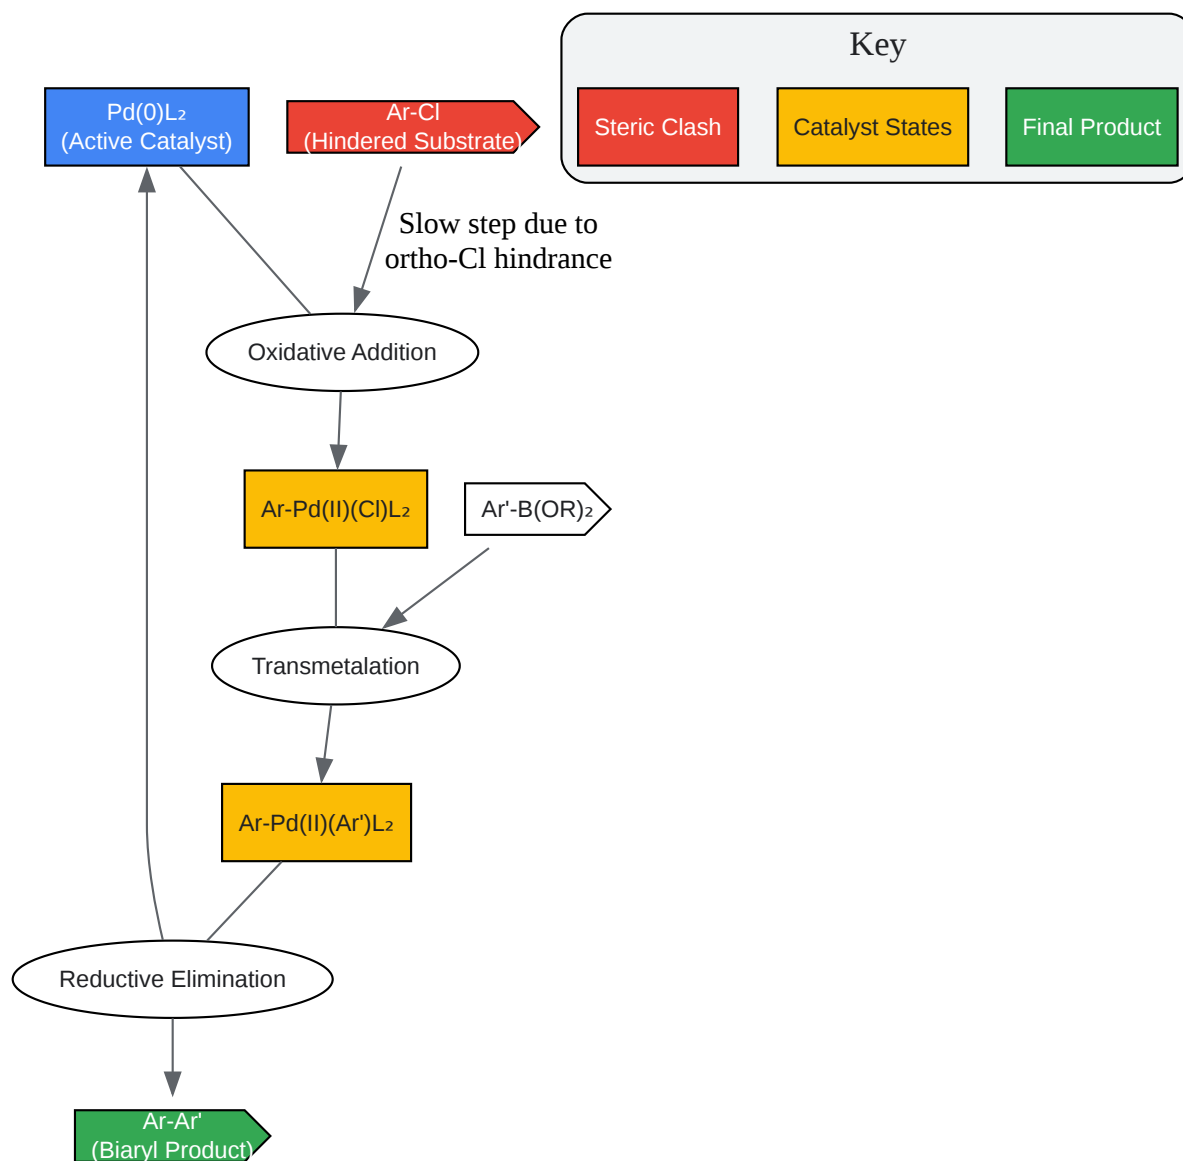 Key
Pd(0)L₂
(Active Catalyst)
Ar-Cl
(Hindered Substrate)
Steric Clash
Catalyst States
Final Product
Slow step due to
ortho-Cl hindrance
Oxidative Addition
Ar-Pd(II)(Cl)L₂
Ar'-B(OR)₂
Transmetalation
Ar-Pd(II)(Ar')L₂
Reductive Elimination
Ar-Ar'
(Biaryl Product)